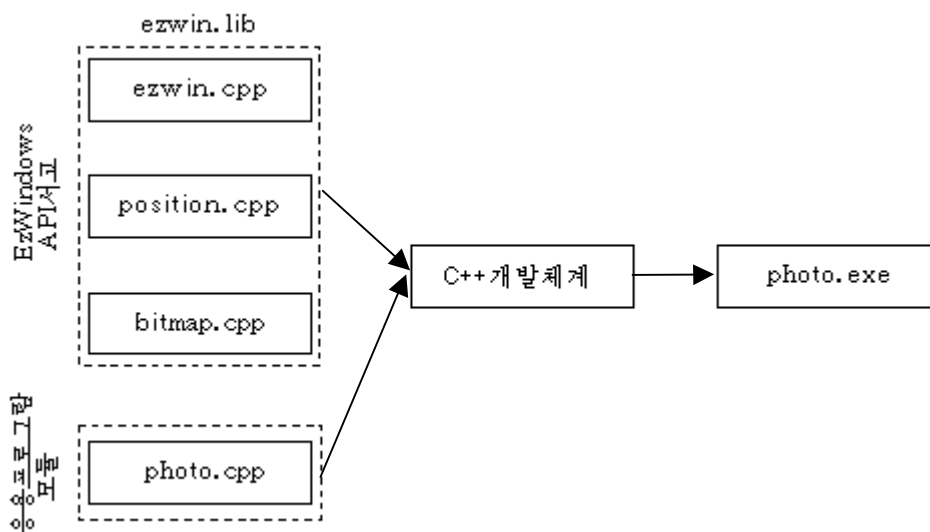 ezwin.lib
ezwin.cpp
position.cpp
bitmap.cpp
EzWindows
API서고
C++개발체계
photo.exe
photo.cpp
응용프로그람
모듈